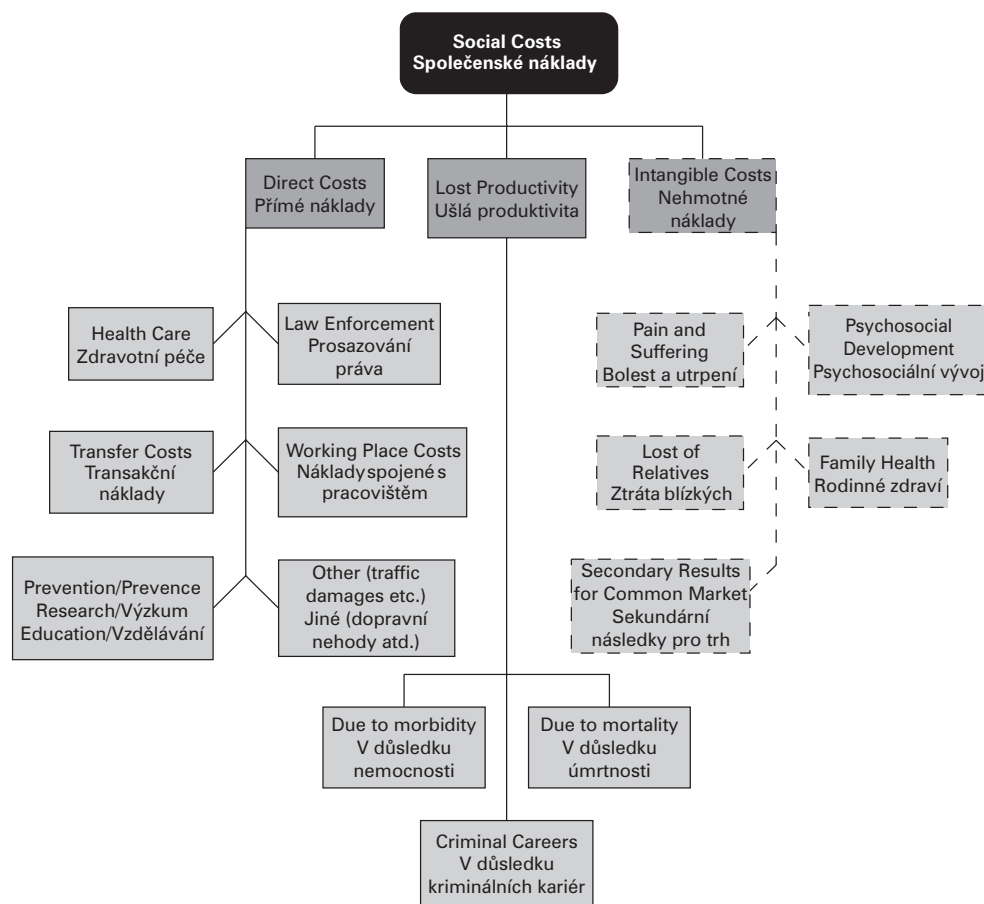 Social Costs
Společenské náklady
Direct Costs
Přímé náklady
Lost Productivity
Ušlá produktivita
Intangible Costs
Nehmotné
náklady
Health Care
Zdravotní péče
Law Enforcement
Prosazování
práva
Pain and
Suffering
Bolest a utrpení
Psychosocial
Development
Psychosociální vývoj
Transfer Costs
Transakční
náklady
Working Place Costs
Náklady spojené s
pracovištěm
Lost of
Relatives
Ztráta blízkých
Family Health
Rodinné zdraví
Prevention/Prevence
Research/Výzkum
Education/Vzdělávání
Other (traffic
damages etc.)
Jiné (dopravní
nehody atd.)
Secondary Results
for Common Market
Sekundární
následky pro trh
Due to morbidity
V důsledku
nemocnosti
Due to mortality
V důsledku
úmrtnosti
Criminal Careers
V důsledku
kriminálních kariér